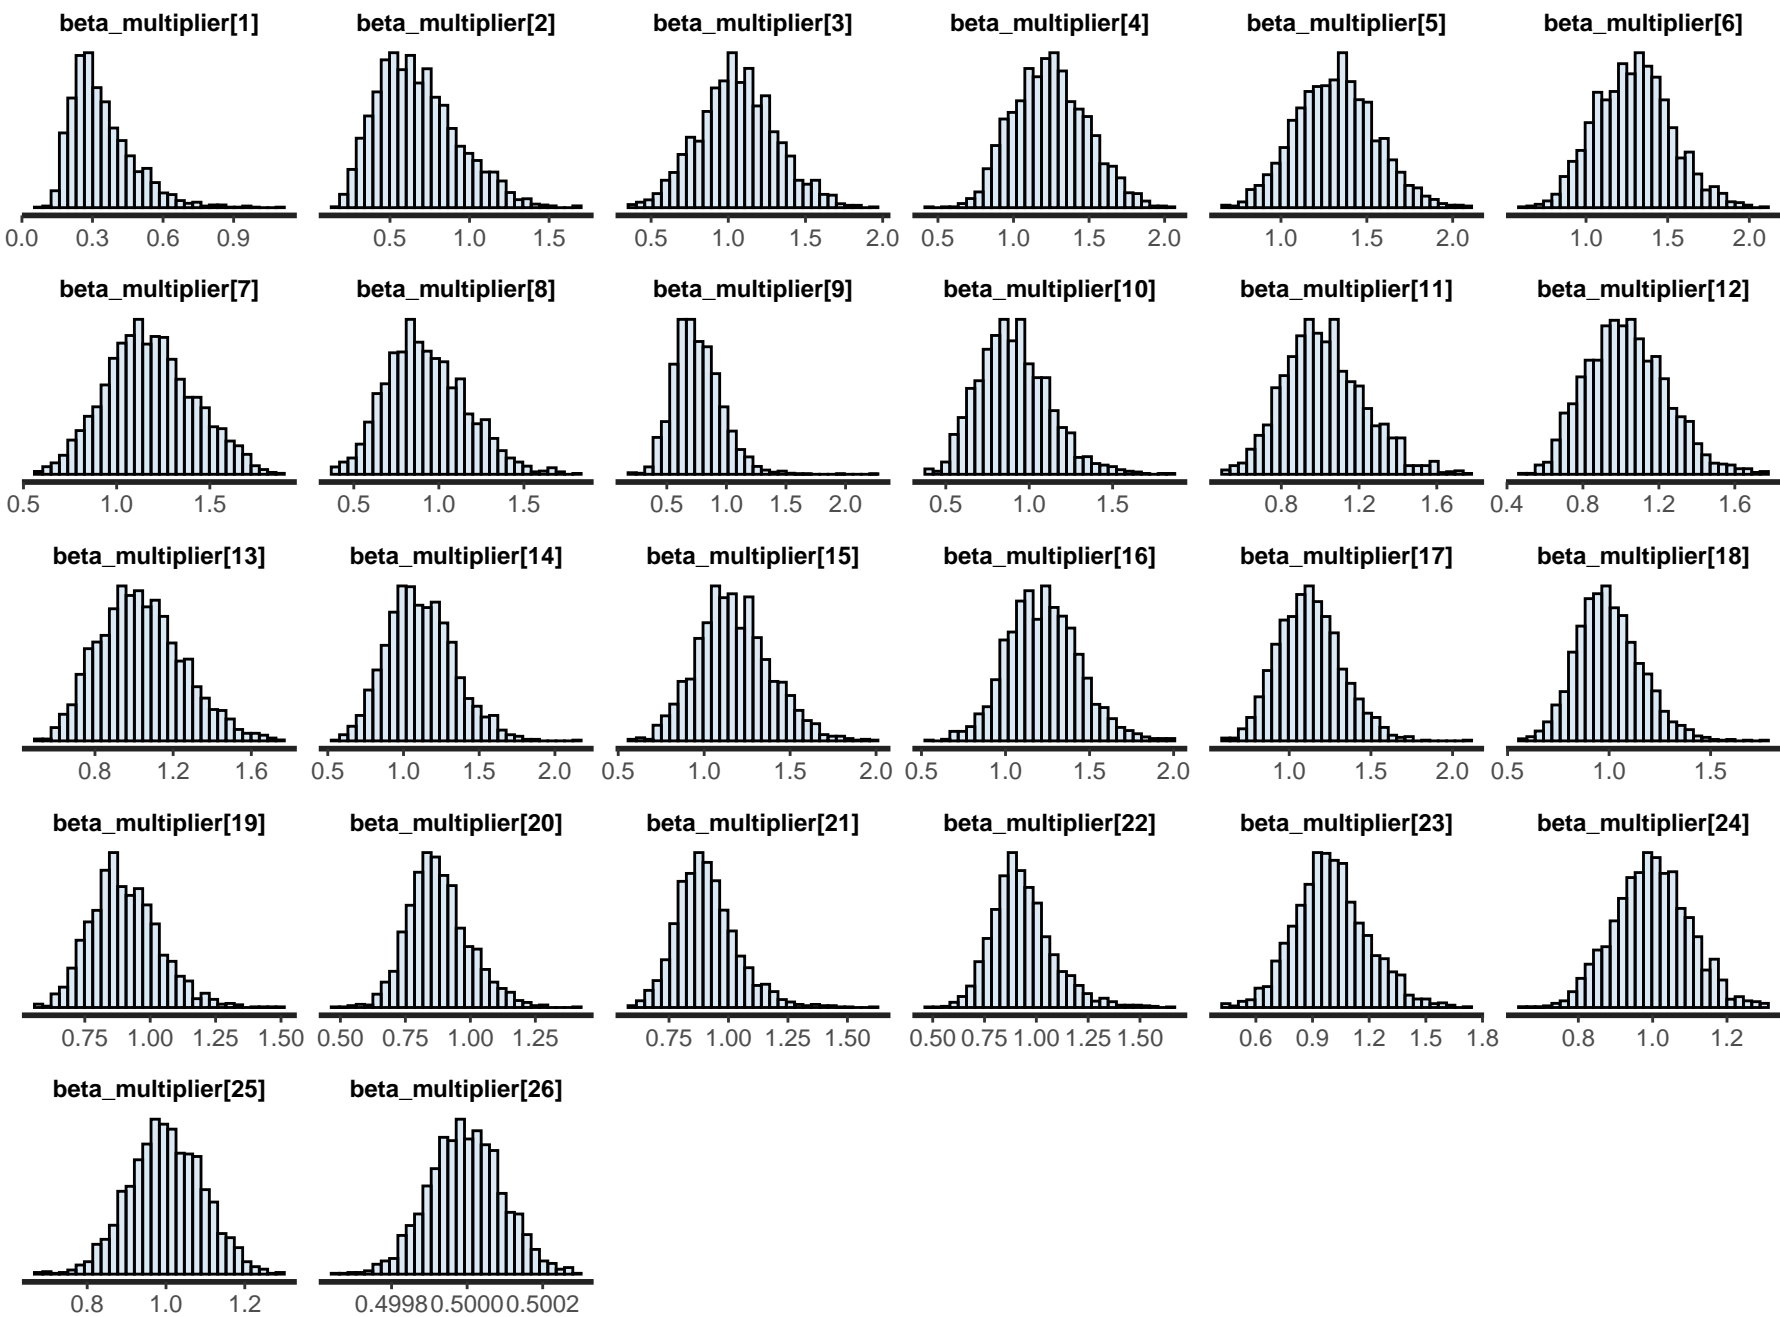 beta_multiplier[1] beta_multiplier[2] beta_multiplier[3] beta_multiplier[4] beta_multiplier[5] beta_multiplier[6]
0.0 0.3 0.6 0.9 0.5 1.0 1.5 0.5 1.0 1.5 2.0 0.5 1.0 1.5 2.0 1.0 1.5 2.0 1.0 1.5 2.0
beta_multiplier[7] beta_multiplier[8] beta_multiplier[9] beta_multiplier[10] beta_multiplier[11] beta_multiplier[12]
0.5 1.0 1.5 0.5 1.0 1.5 0.5 1.0 1.5 2.0 0.5 1.0 1.5 0.8 1.2 1.6 0.4 0.8 1.2 1.6
beta_multiplier[13] beta_multiplier[14] beta_multiplier[15] beta_multiplier[16] beta_multiplier[17] beta_multiplier[18]
0.8 1.2 1.6 0.5 1.0 1.5 2.0 0.5 1.0 1.5 2.0 0.5 1.0 1.5 2.0 1.0 1.5 2.0 0.5 1.0 1.5
beta_multiplier[19] beta_multiplier[20] beta_multiplier[21] beta_multiplier[22] beta_multiplier[23] beta_multiplier[24]
0.75 1.00 1.25 1.50 0.50 0.75 1.00 1.25 0.75 1.00 1.25 1.50 0.50 0.75 1.00 1.25 1.50 0.6 0.9 1.2 1.5 1.8 0.8 1.0 1.2
beta_multiplier[25] beta_multiplier[26]
0.8 1.0 1.2 0.4998 0.5000 0.5002